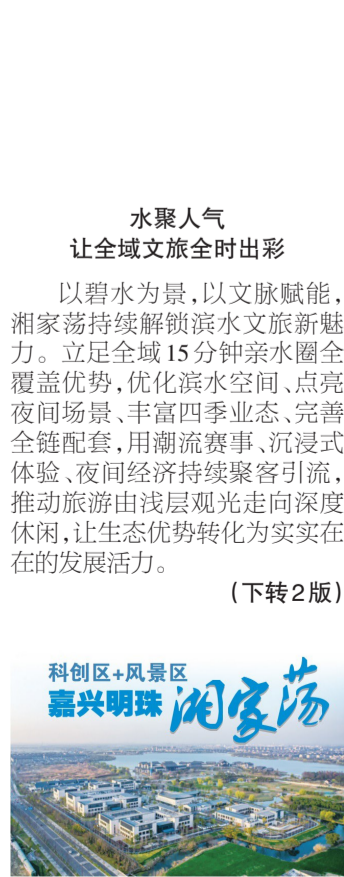 水聚人气
让全域文旅全时出彩
以碧水为景，以文脉赋能，
湘家荡持续解锁滨水文旅新魅
力。立足全域15分钟亲水圈全
覆盖优势，优化滨水空间、点亮
夜间场景、丰富四季业态、完善
全链配套，用潮流赛事、沉浸式
体验、夜间经济持续聚客引流，
推动旅游由浅层观光走向深度
休闲，让生态优势转化为实实在
在的发展活力。
（下转2版）
科创区+风景区
嘉兴明珠 湘家荡